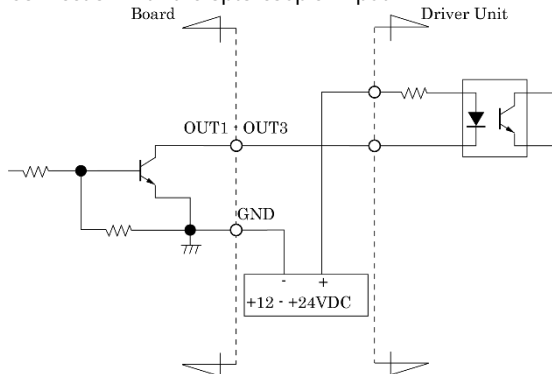 Board
Driver Unit
OUT1 · OUT3
GND
- +
+12 - +24VDC